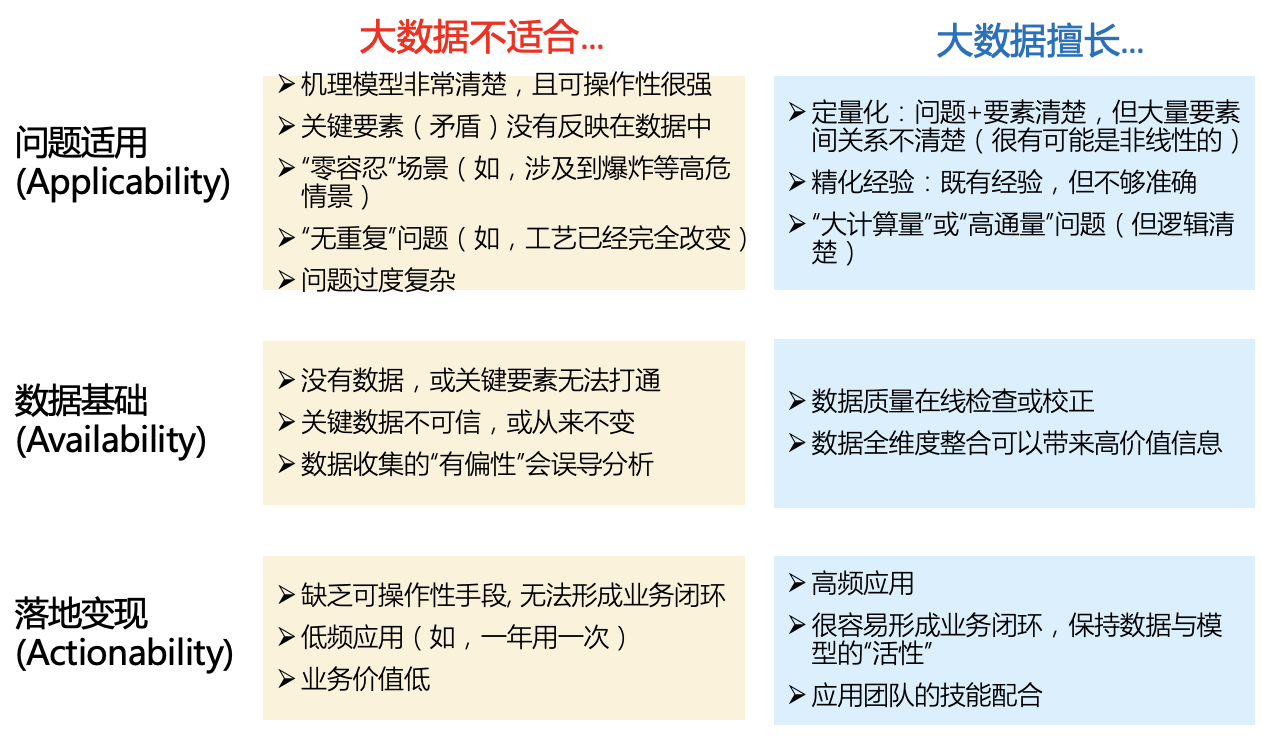 大数据不适合...
大数据擅长...
问题适用
(Applicability)
➢机理模型非常清楚，且可操作性很强
➢关键要素（矛盾）没有反映在数据中
➢“零容忍”场景（如，涉及到爆炸等高危
情景）
➢“无重复”问题（如，工艺已经完全改变）
➢问题过度复杂
➢定量化：问题+要素清楚，但大量要素
间关系不清楚（很有可能是非线性的）
➢精化经验：既有经验，但不够准确
➢“大计算量”或“高通量”问题（但逻辑清
楚）
数据基础
(Availability)
➢没有数据，或关键要素无法打通
➢关键数据不可信，或从来不变
➢数据收集的“有偏性”会误导分析
➢数据质量在线检查或校正
➢数据全维度整合可以带来高价值信息
落地变现
(Actionability)
➢缺乏可操作性手段, 无法形成业务闭环
➢低频应用（如，一年用一次）
➢业务价值低
➢高频应用
➢很容易形成业务闭环，保持数据与模
型的“活性”
➢应用团队的技能配合